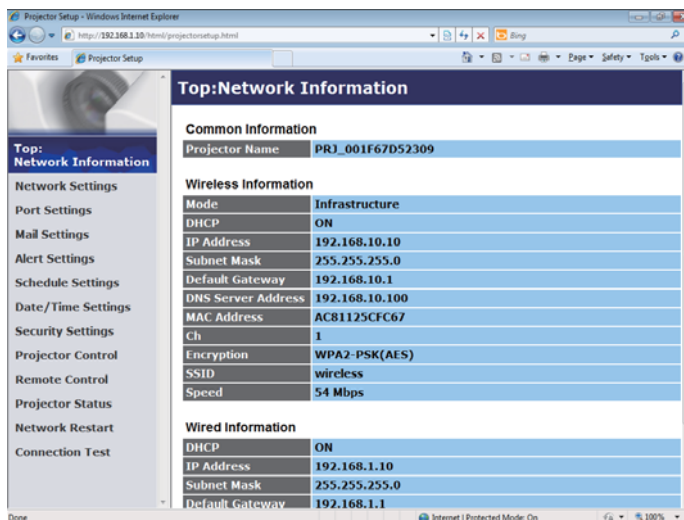 Projector Setup - Windows Internet Explorer
http://192.168.1.10/html/projectorsetup.html
Bing
Favorites Projector Setup Page Safety Tools
Top:
Network Information
Network Settings
Port Settings
Mail Settings
Alert Settings
Schedule Settings
Date/Time Settings
Security Settings
Projector Control
Remote Control
Projector Status
Network Restart
Connection Test
Top:Network Information
Common Information
Projector Name PRJ_001F67D52309
Wireless Information
Mode Infrastructure
DHCP ON
IP Address 192.168.10.10
Subnet Mask 255.255.255.0
Default Gateway 192.168.10.1
DNS Server Address 192.168.10.100
MAC Address AC81125CFC67
Ch 1
Encryption WPA2-PSK(AES)
SSID wireless
Speed 54 Mbps
Wired Information
DHCP ON
IP Address 192.168.1.10
Subnet Mask 255.255.255.0
Default Gateway 192.168.1.1
Done Internet | Protected Mode: On 100%